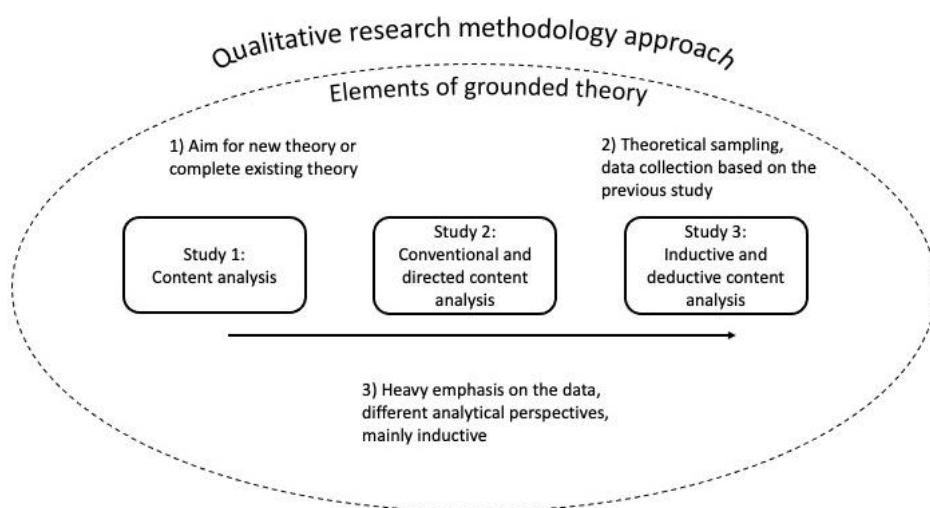 Qualitative research methodology approach
Elements of grounded theory
1) Aim for new theory or
complete existing theory
2) Theoretical sampling,
data collection based on the
previous study
Study 1:
Content analysis
Study 2:
Conventional and
directed content
analysis
Study 3:
Inductive and
deductive content
analysis
3) Heavy emphasis on the data,
different analytical perspectives,
mainly inductive